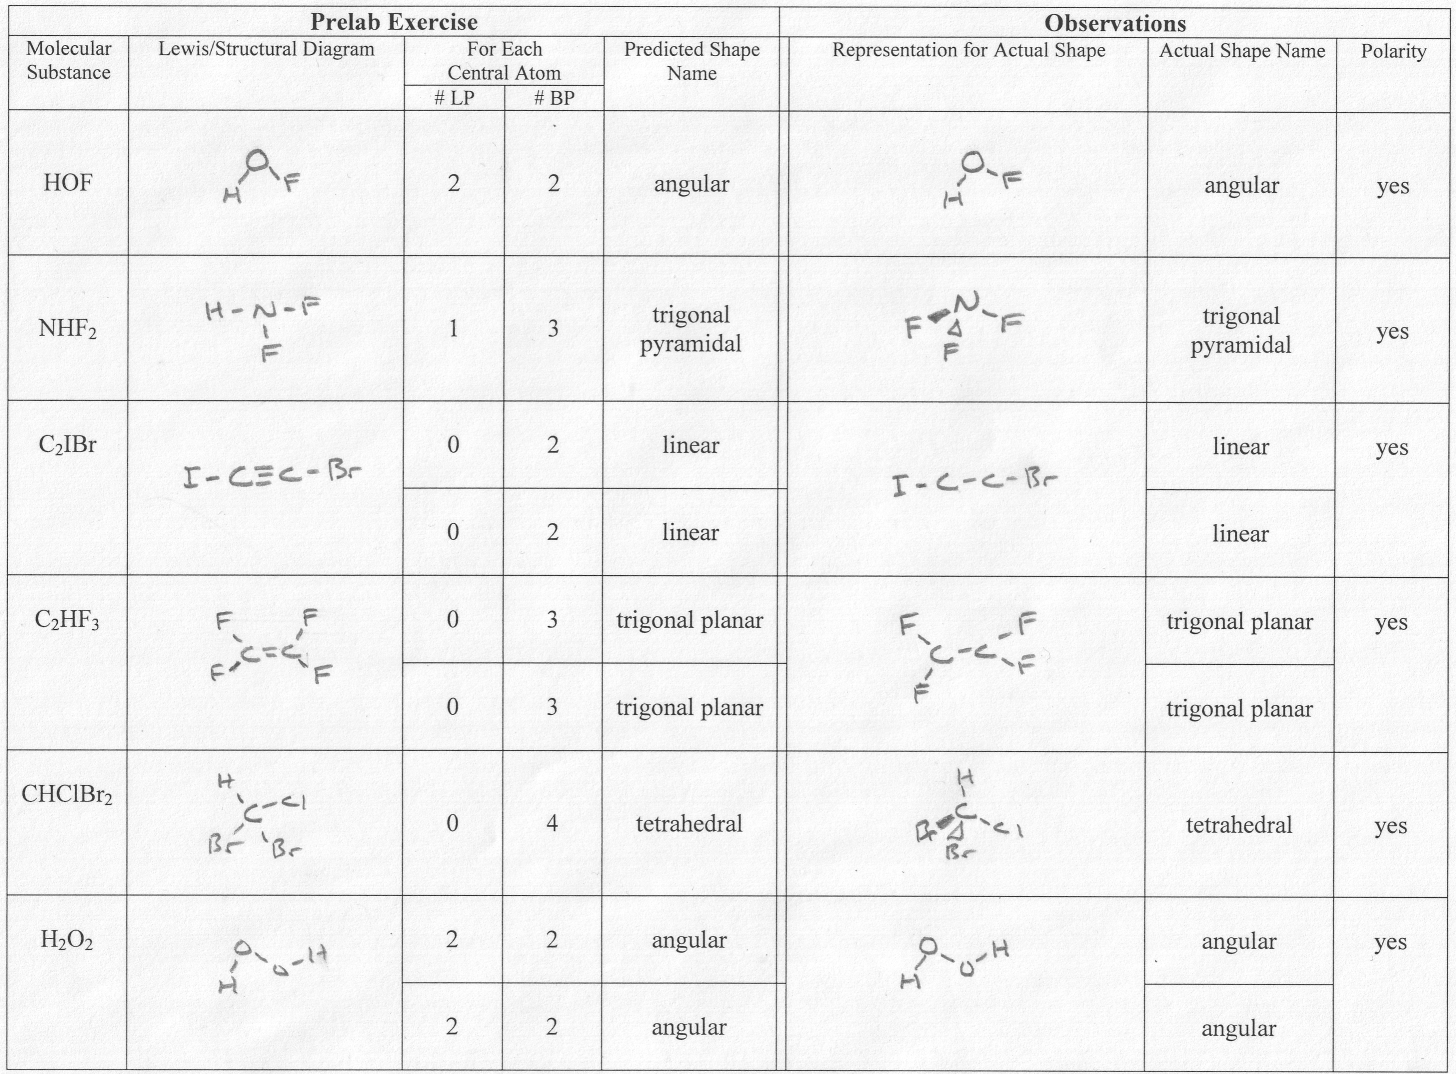 Prelab Exercise
Observations
Molecular Substance
Lewis/Structural Diagram
For Each Central Atom
# LP
# BP
Predicted Shape Name
Representation for Actual Shape
Actual Shape Name
Polarity
HOF
O
H F
2
2
angular
O
H F
angular
yes
NHF₂
H-N-F
F
1
3
trigonal
pyramidal
N
F F
F
trigonal
pyramidal
yes
C₂IBr
I-C≡C-Br
0
2
linear
I-C-C-Br
linear
yes
0
2
linear
linear
C₂HF₃
F F
C=C
F F
0
3
trigonal planar
F F
C-C
F F
trigonal planar
yes
0
3
trigonal planar
trigonal planar
CHClBr₂
H
C-Cl
Br Br
0
4
tetrahedral
H
C
Br Cl
Br
tetrahedral
yes
H₂O₂
O
O-H
H
2
2
angular
O H
O
H
angular
yes
2
2
angular
angular